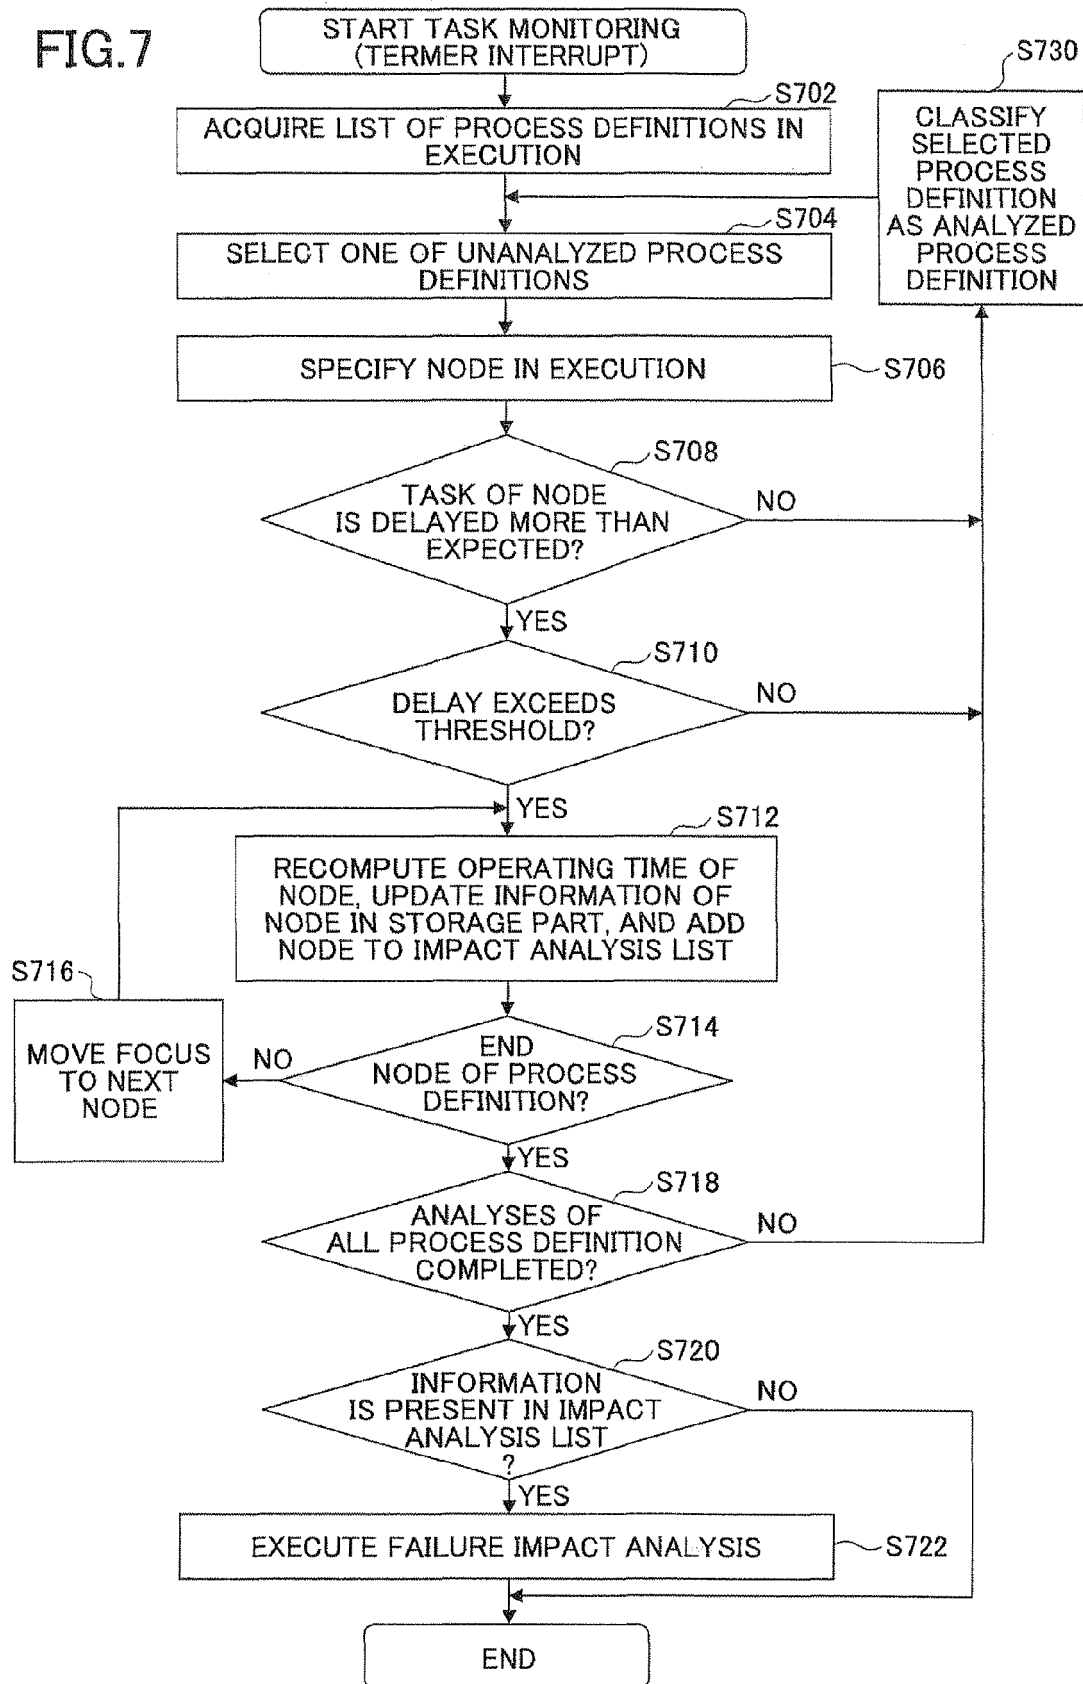 FIG.7
START TASK MONITORING
(TERMER INTERRUPT)
S702
ACQUIRE LIST OF PROCESS DEFINITIONS IN
EXECUTION
S730
CLASSIFY
SELECTED
PROCESS
DEFINITION
AS ANALYZED
PROCESS
DEFINITION
S704
SELECT ONE OF UNANALYZED PROCESS
DEFINITIONS
SPECIFY NODE IN EXECUTION
S706
S708
TASK OF NODE
IS DELAYED MORE THAN
EXPECTED?
NO
YES
S710
DELAY EXCEEDS
THRESHOLD?
NO
YES
S712
RECOMPUTE OPERATING TIME OF
NODE, UPDATE INFORMATION OF
NODE IN STORAGE PART, AND ADD
NODE TO IMPACT ANALYSIS LIST
S716
MOVE FOCUS
TO NEXT
NODE
NO
S714
END
NODE OF PROCESS
DEFINITION?
YES
S718
ANALYSES OF
ALL PROCESS DEFINITION
COMPLETED?
NO
YES
S720
INFORMATION
IS PRESENT IN IMPACT
ANALYSIS LIST
?
NO
YES
EXECUTE FAILURE IMPACT ANALYSIS
S722
END